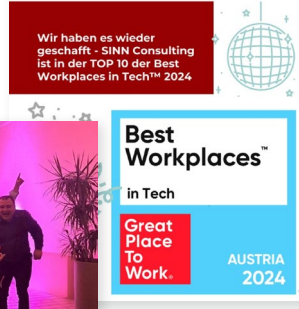 Wir haben es wieder
geschafft - SINN Consulting
ist in der TOP 10 der Best
Workplaces in Tech™ 2024
Best
Workplaces™
in Tech
Great
Place
To
Work®
AUSTRIA
2024